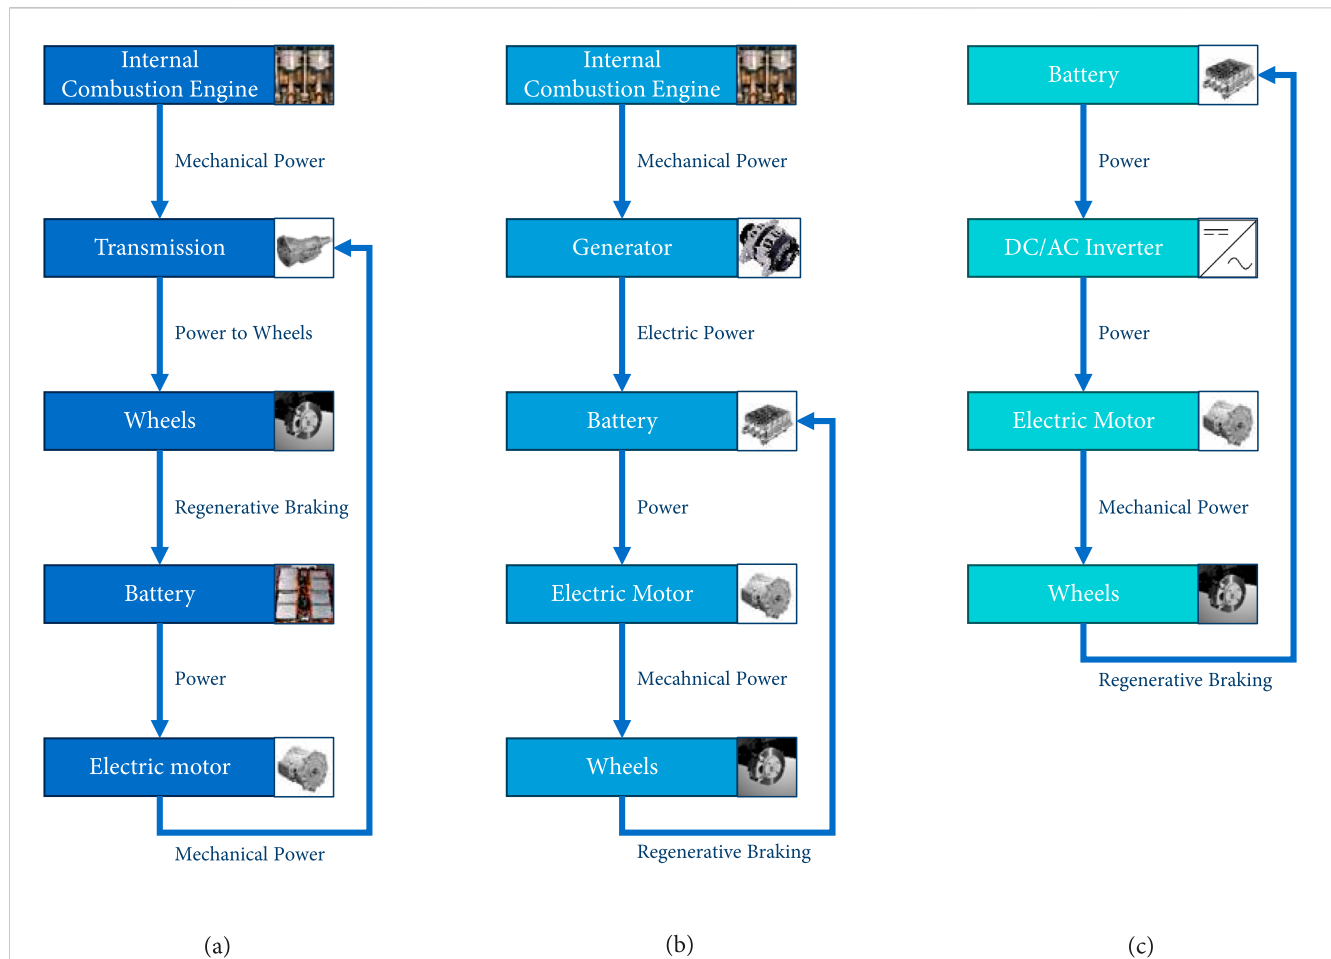 Internal
Combustion Engine
Mechanical Power
Transmission
Power to Wheels
Wheels
Regenerative Braking
Battery
Power
Electric motor
Mechanical Power
(a)
Internal
Combustion Engine
Mechanical Power
Generator
Electric Power
Battery
Power
Electric Motor
Mecahnical Power
Wheels
Regenerative Braking
(b)
Battery
Power
DC/AC Inverter
Power
Electric Motor
Mechanical Power
Wheels
Regenerative Braking
(c)